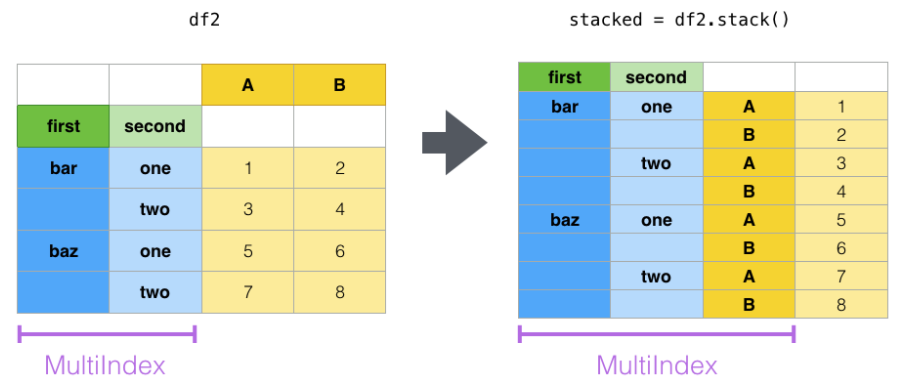 df2
A B
first second
bar one 1 2
two 3 4
baz one 5 6
two 7 8
MultiIndex
stacked = df2.stack()
first second
bar one A 1
B 2
two A 3
B 4
baz one A 5
B 6
two A 7
B 8
MultiIndex